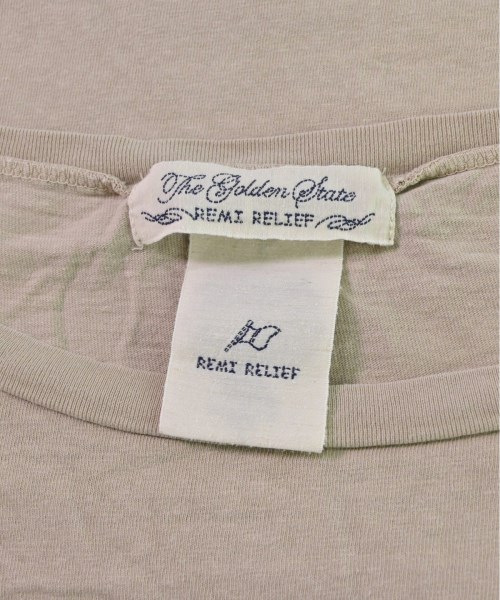 The Golden State
REMI RELIEF
REMI RELIEF